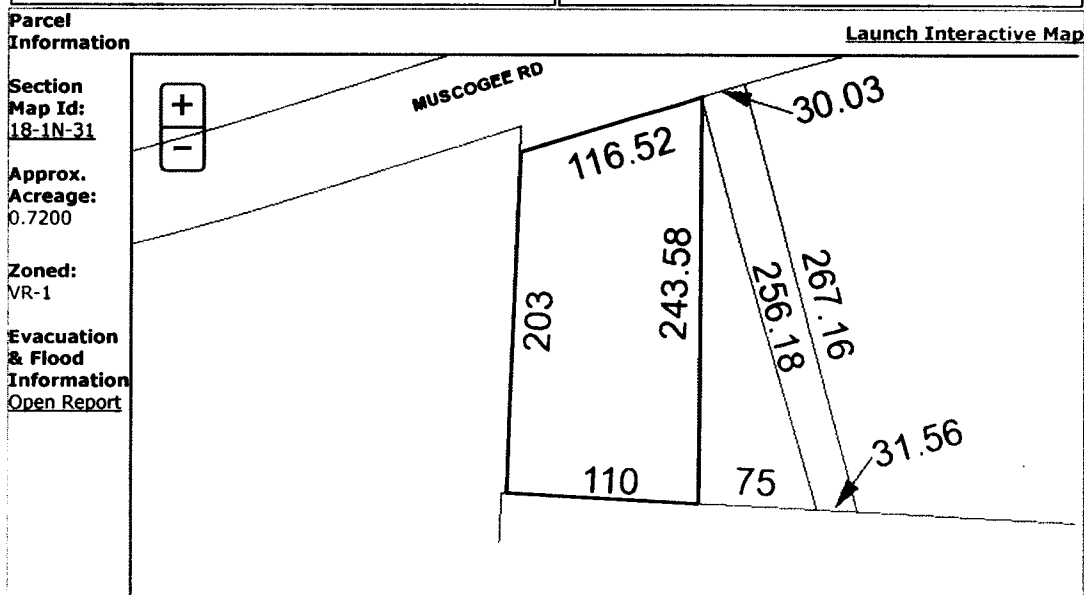 Parcel
Information
Launch Interactive Map
Section
Map Id:
18-1N-31
Approx.
Acreage:
0.7200
Zoned:
VR-1
Evacuation
& Flood
Information
Open Report
+
−
MUSCOGEE RD
116.52
30.03
203
243.58
256.18
267.16
110
75
31.56